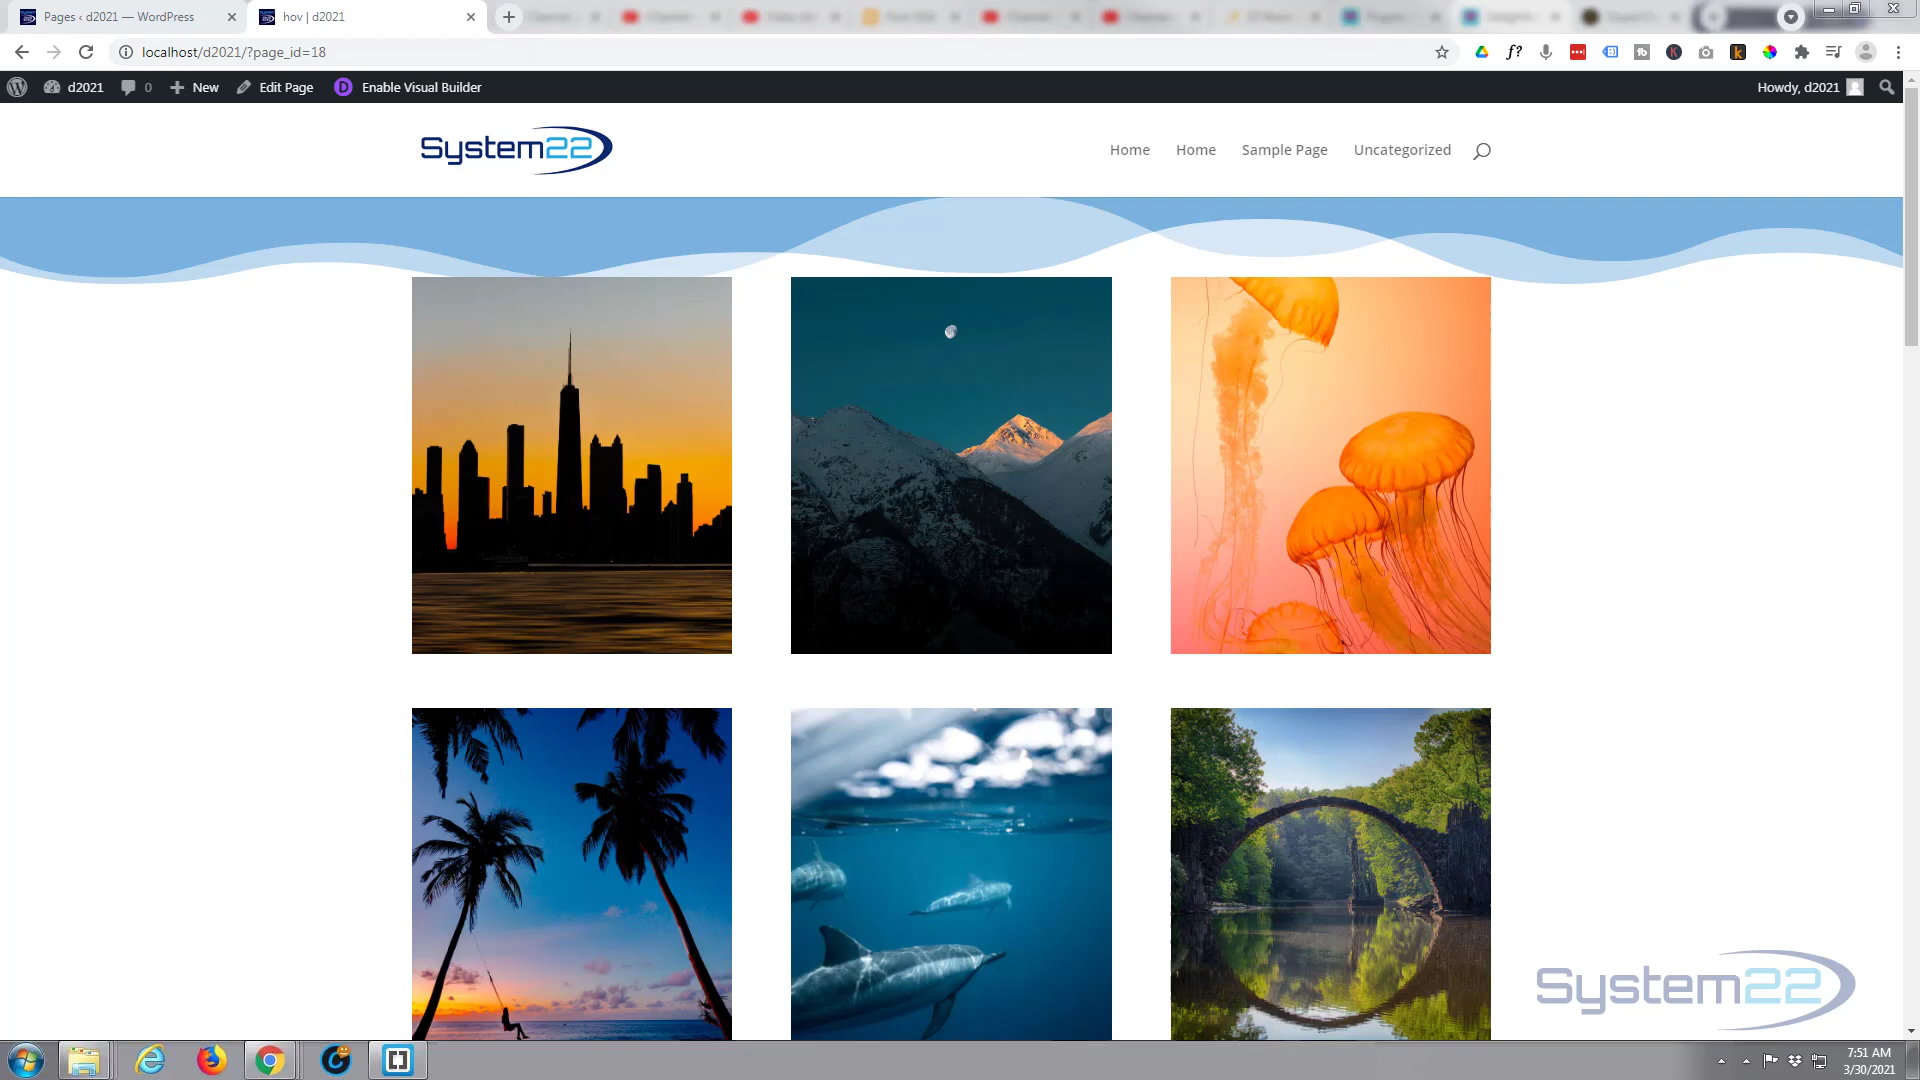 Pages ‹ d2021 — WordPress
hov | d2021
localhost/d2021/?page_id=18
d2021
0
New
Edit Page
Enable Visual Builder
Howdy, d2021
System22
Home
Home
Sample Page
Uncategorized
System22
7:51 AM
3/30/2021